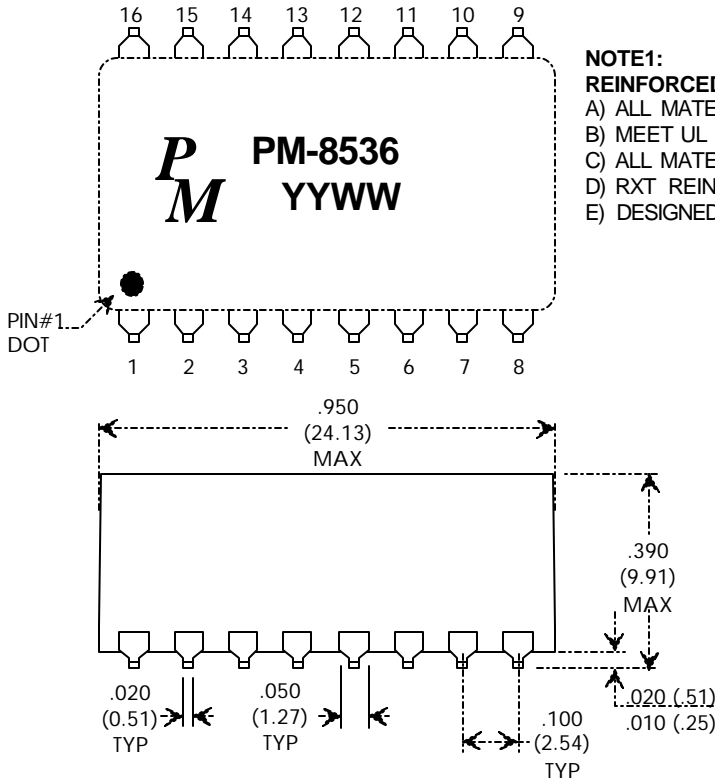 16 15 14 13 12 11 10 9
NOTE1:
REINFORCED
A) ALL MATE
B) MEET UL
C) ALL MATE
D) RXT REIN
E) DESIGNED
P
M
PM-8536
YYWW
PIN#1
DOT
1 2 3 4 5 6 7 8
.950
(24.13)
MAX
.390
(9.91)
MAX
.020
(0.51)
TYP
.050
(1.27)
TYP
.100
(2.54)
TYP
.020 (.51)
.010 (.25)